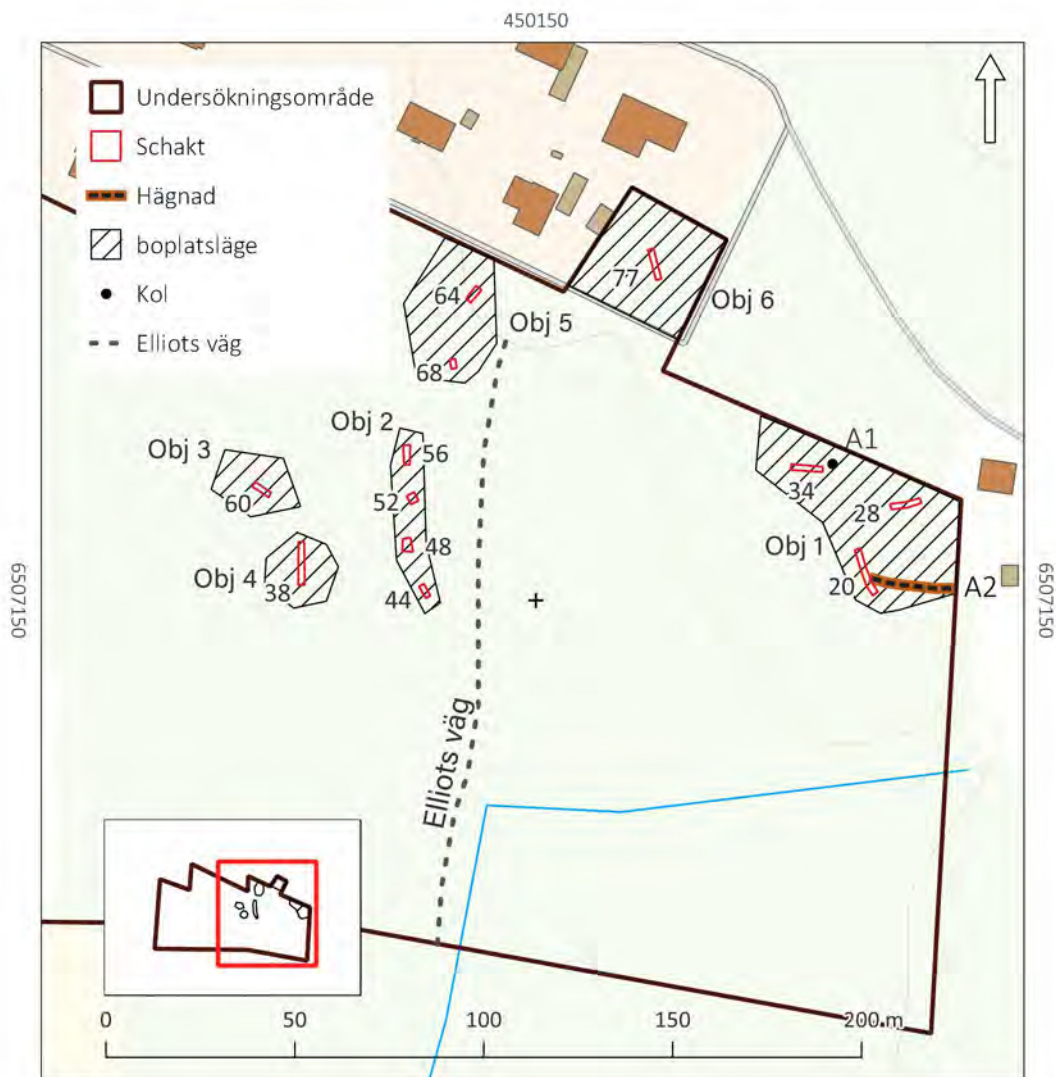 450150
Undersökningsområde
Schakt
Hägnad
boplatsläge
Kol
Elliots väg
77
Obj 6
64
Obj 5
68
Obj 2
56
Obj 3
60
52
48
Obj 4
38
44
A1
34
28
Obj 1
20
A2
6507150
6507150
Elliots väg
0
50
100
150
200 m